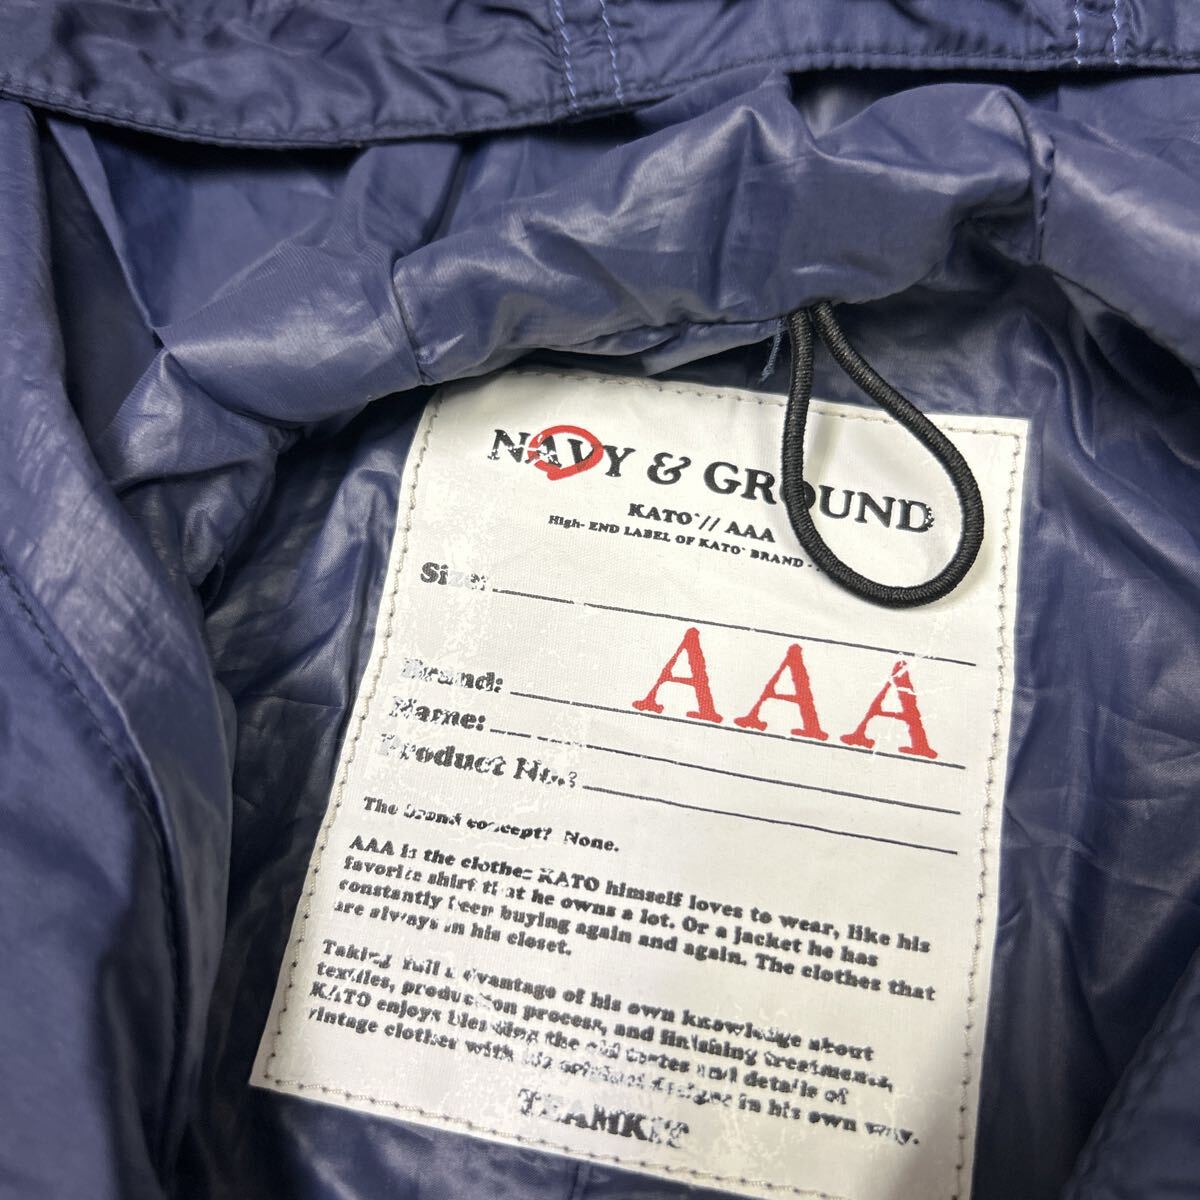 NAVY & GROUND
KATO`// AAA
High- END LABEL OF KATO` BRAND -
Size:
Brand: AAA
Name:
Product No.:
The brand concept? None.
AAA is the clothes KATO himself loves to wear, like his
favorite shirt that he owns a lot. Or a jacket he has
constantly been buying again and again. The clothes that
are always in his closet.
Taking full advantage of his own knowledge about
textiles, production process, and finishing treatments,
KATO enjoys blending the old tastes and details of
vintage clothes with his original designs in his own way.
TEAMKIT